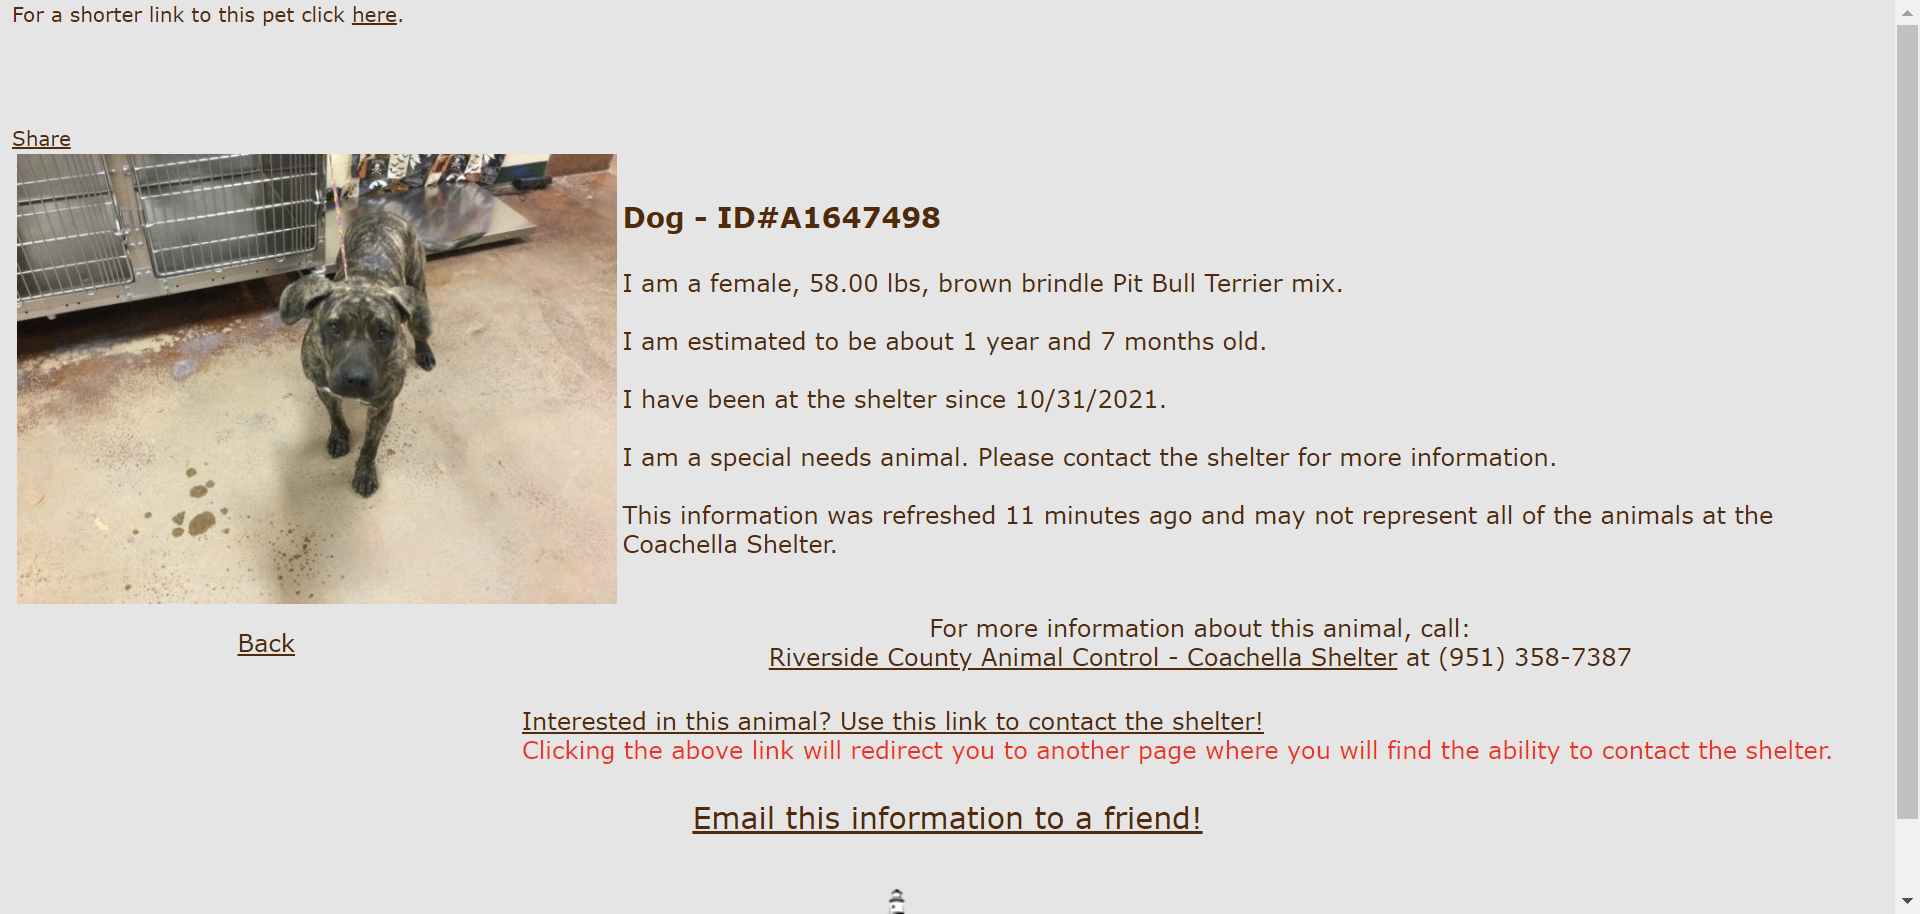 For a shorter link to this pet click here.
Share
Dog - ID#A1647498
I am a female, 58.00 lbs, brown brindle Pit Bull Terrier mix.
I am estimated to be about 1 year and 7 months old.
I have been at the shelter since 10/31/2021.
I am a special needs animal. Please contact the shelter for more information.
This information was refreshed 11 minutes ago and may not represent all of the animals at the
Coachella Shelter.
Back
For more information about this animal, call:
Riverside County Animal Control - Coachella Shelter at (951) 358-7387
Interested in this animal? Use this link to contact the shelter!
Clicking the above link will redirect you to another page where you will find the ability to contact the shelter.
Email this information to a friend!